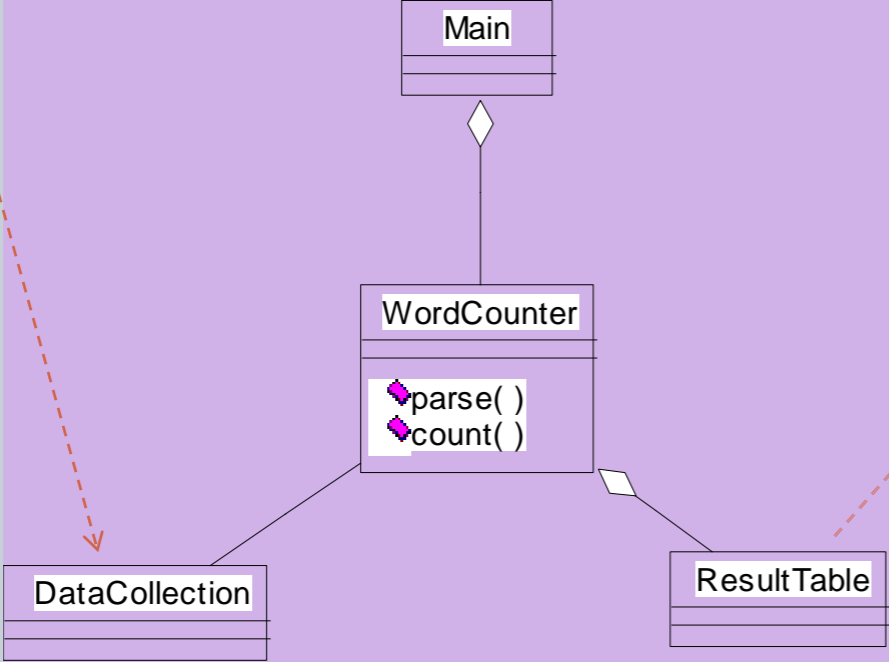 Main
WordCounter
parse( )
count( )
DataCollection
ResultTable